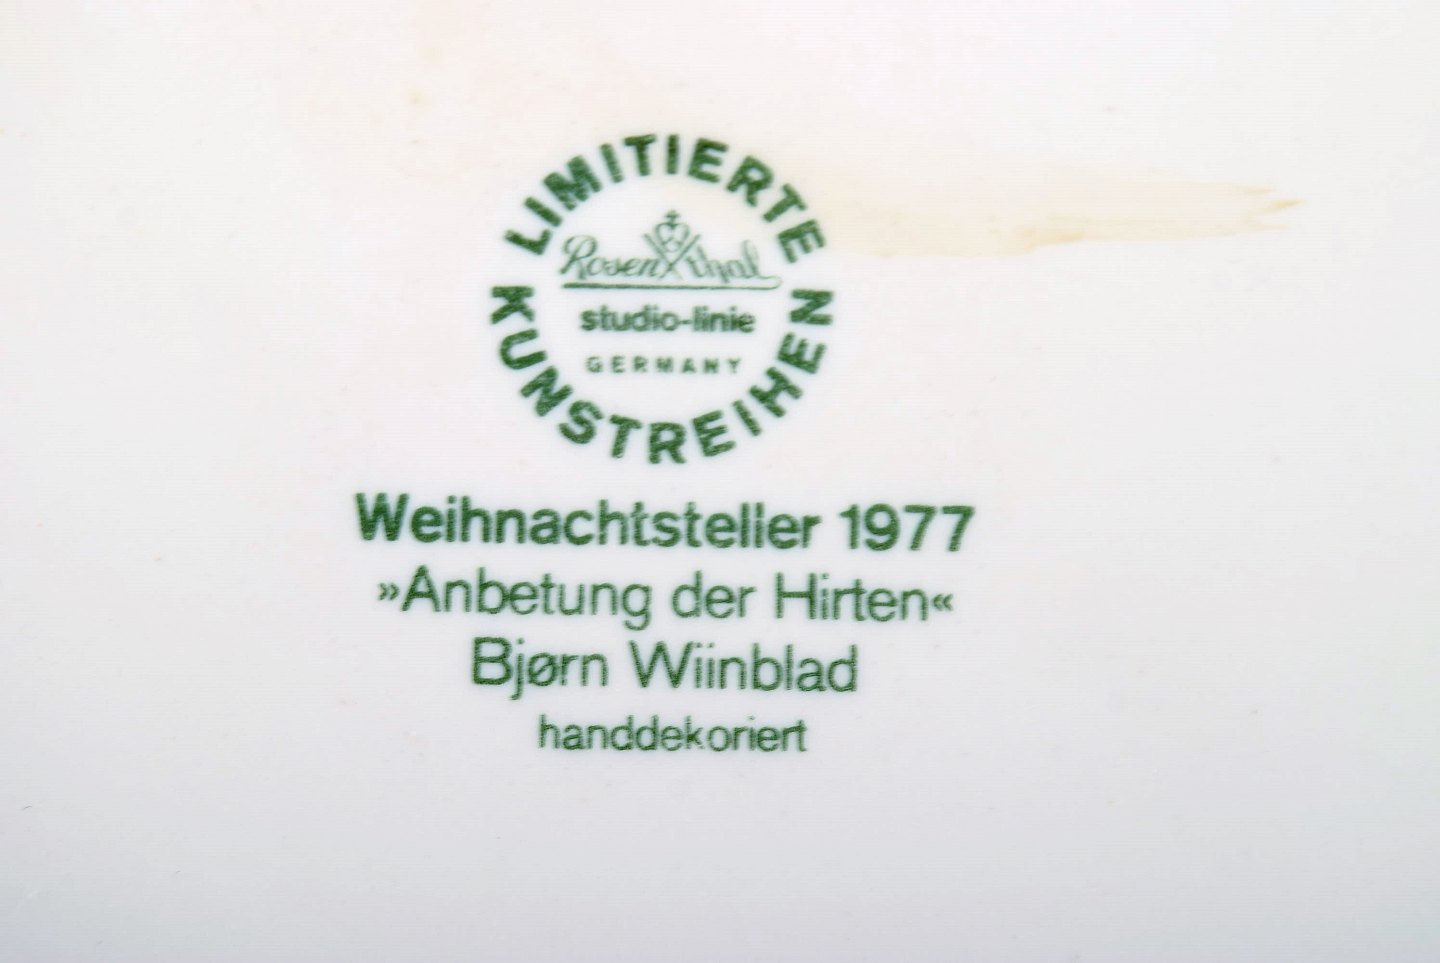 LIMITIERTE
Rosenthal
studio-linie
GERMANY
KUNSTREIHEN
Weihnachtsteller 1977
»Anbetung der Hirten«
Bjørn Wiinblad
handdekoriert